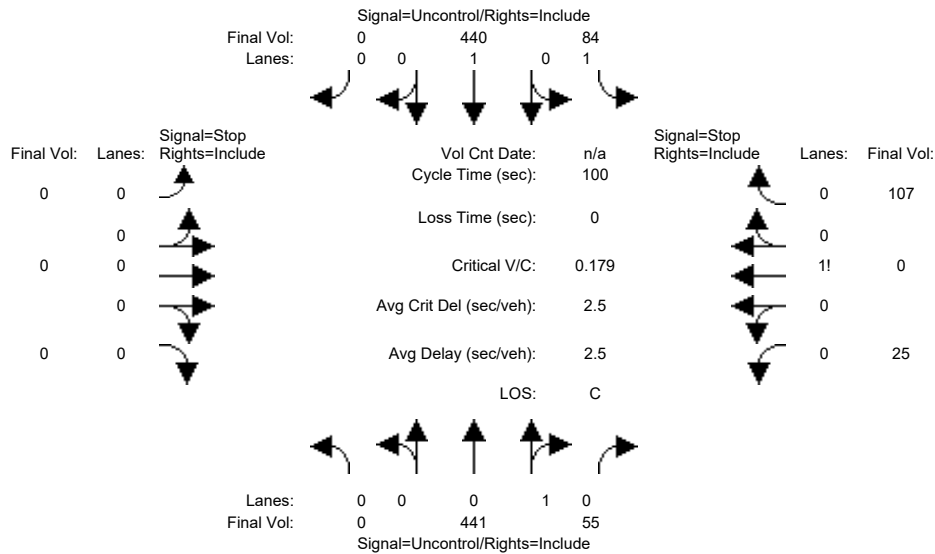 Signal=Uncontrol/Rights=Include
Final Vol: 0 440 84
Lanes: 0 0 1 0 1
Signal=Stop Signal=Stop
Final Vol: Lanes: Rights=Include Vol Cnt Date: n/a Rights=Include Lanes: Final Vol:
Cycle Time (sec): 100
0 0 0 107
Loss Time (sec): 0
0 0
0 0 Critical V/C: 0.179 1! 0
0 Avg Crit Del (sec/veh): 2.5 0
0 0 Avg Delay (sec/veh): 2.5 0 25
LOS: C
Lanes: 0 0 0 1 0
Final Vol: 0 441 55
Signal=Uncontrol/Rights=Include